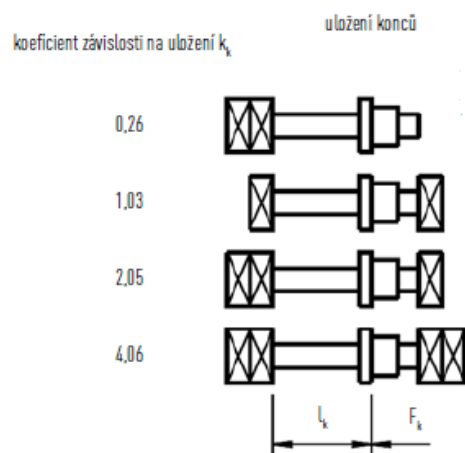 uložení konců
koeficient závislosti na uložení kₖ
0,26
1,03
2,05
4,06
lₖ
Fₖ